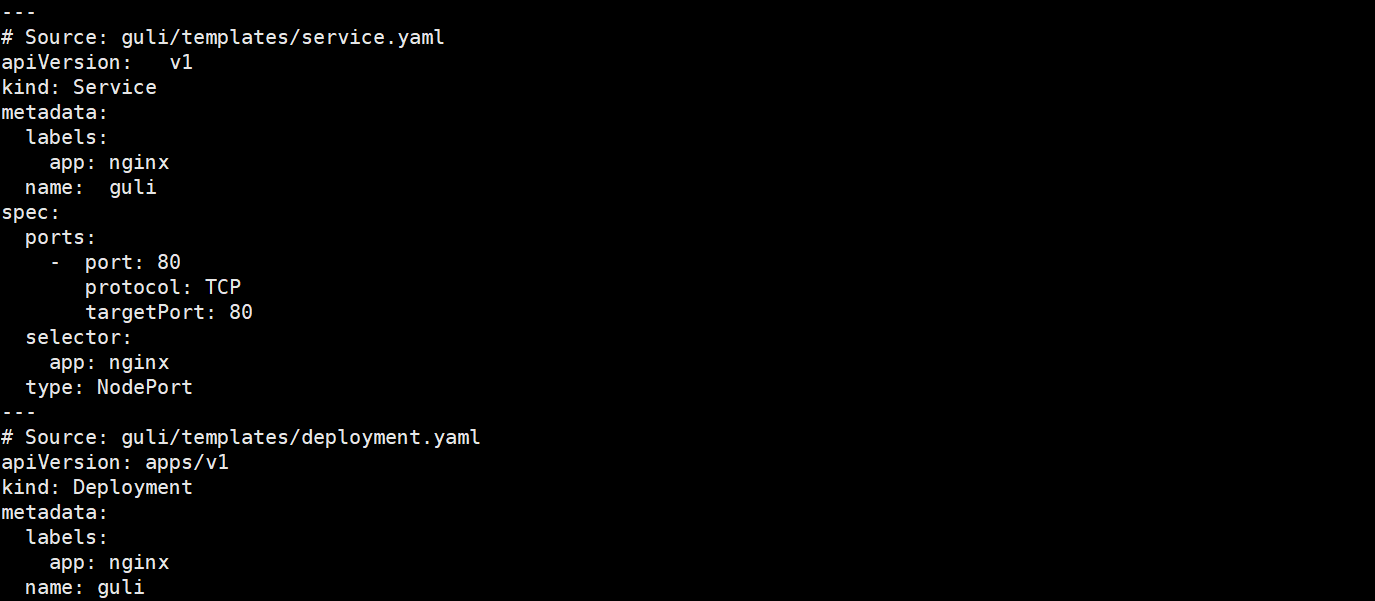 ---
# Source: guli/templates/service.yaml
apiVersion:   v1
kind: Service
metadata:
  labels:
    app: nginx
  name:  guli
spec:
  ports:
    -  port: 80
       protocol: TCP
       targetPort: 80
  selector:
    app: nginx
  type: NodePort
---
# Source: guli/templates/deployment.yaml
apiVersion: apps/v1
kind: Deployment
metadata:
  labels:
    app: nginx
  name: guli